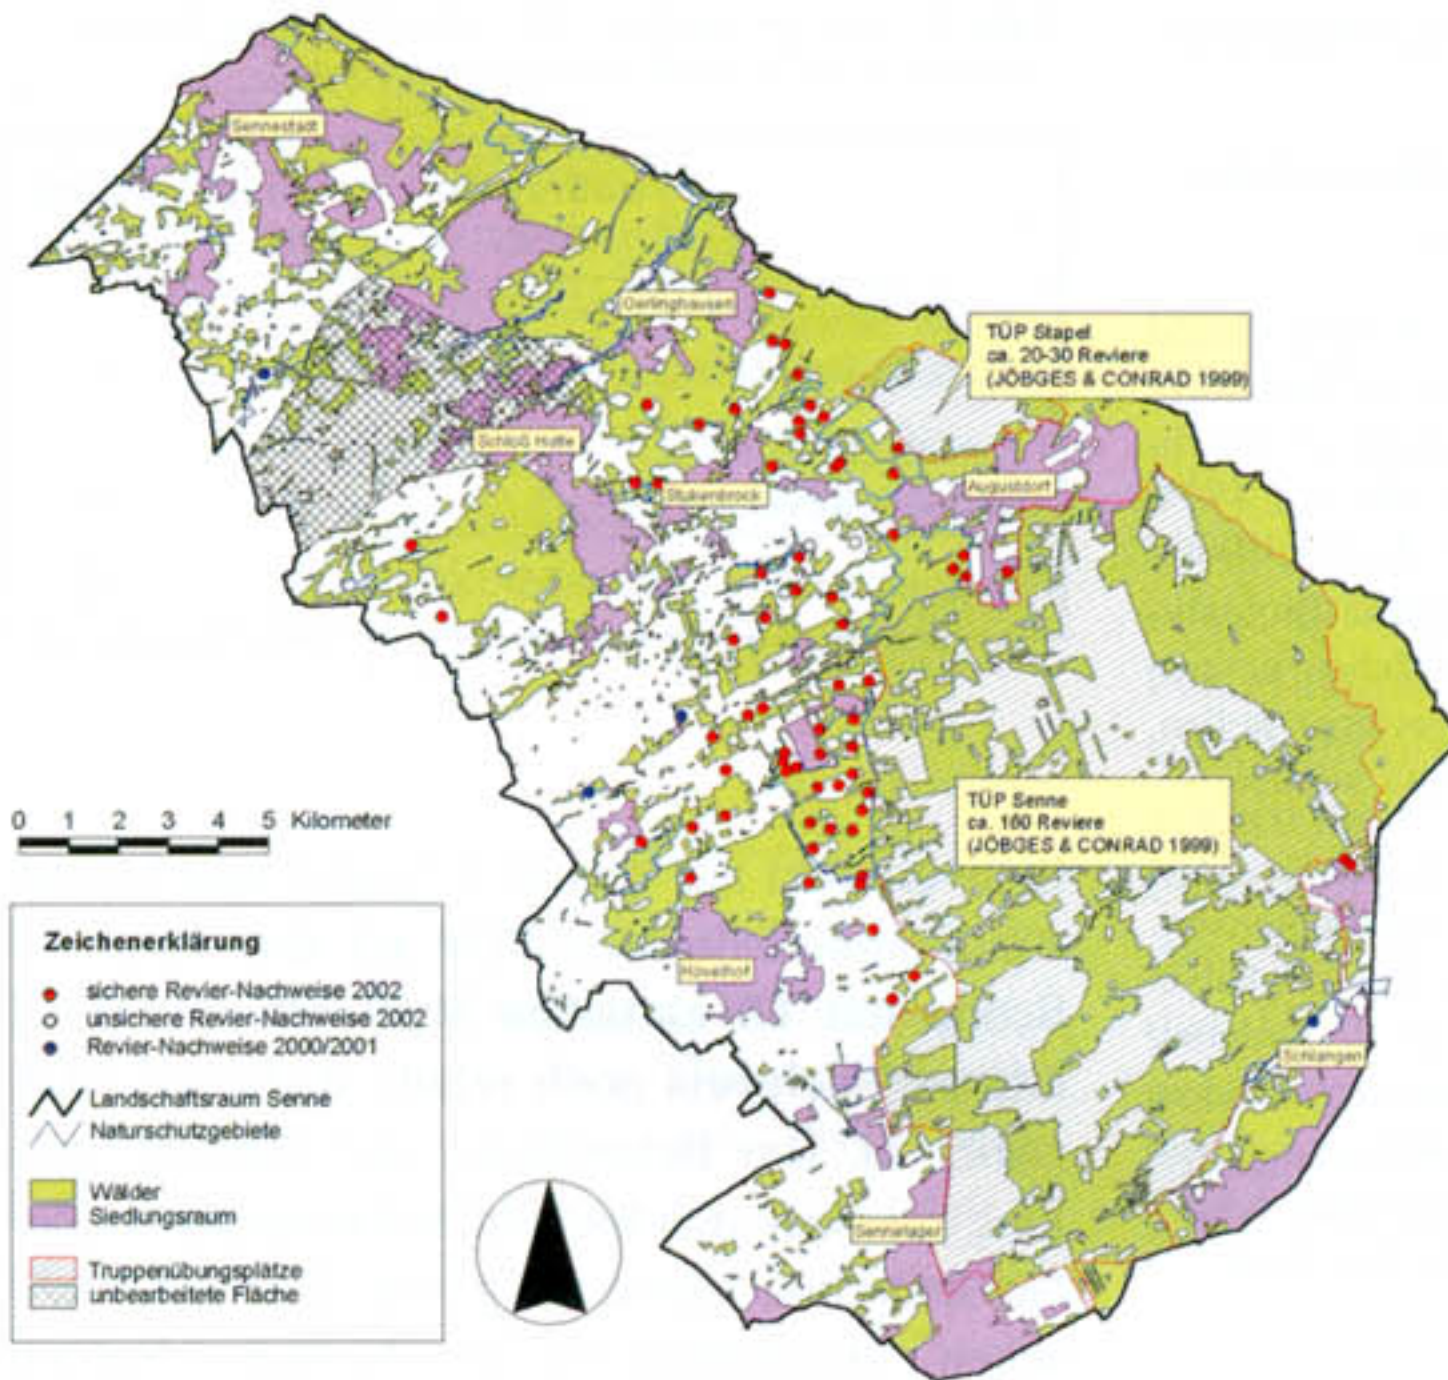 Sennestadt
Oerlinghausen
TÜP Stapel
ca. 20-30 Reviere
(JÖBGES & CONRAD 1999)
Schloß Holte
Stukenbrock
Augustdorf
0 1 2 3 4 5 Kilometer
TÜP Senne
ca. 160 Reviere
(JÖBGES & CONRAD 1999)
Hövelhof
Schlangen
Sennelager
Zeichenerklärung
sichere Revier-Nachweise 2002
unsichere Revier-Nachweise 2002
Revier-Nachweise 2000/2001
Landschaftsraum Senne
Naturschutzgebiete
Wälder
Siedlungsraum
Truppenübungsplätze
unbearbeitete Fläche